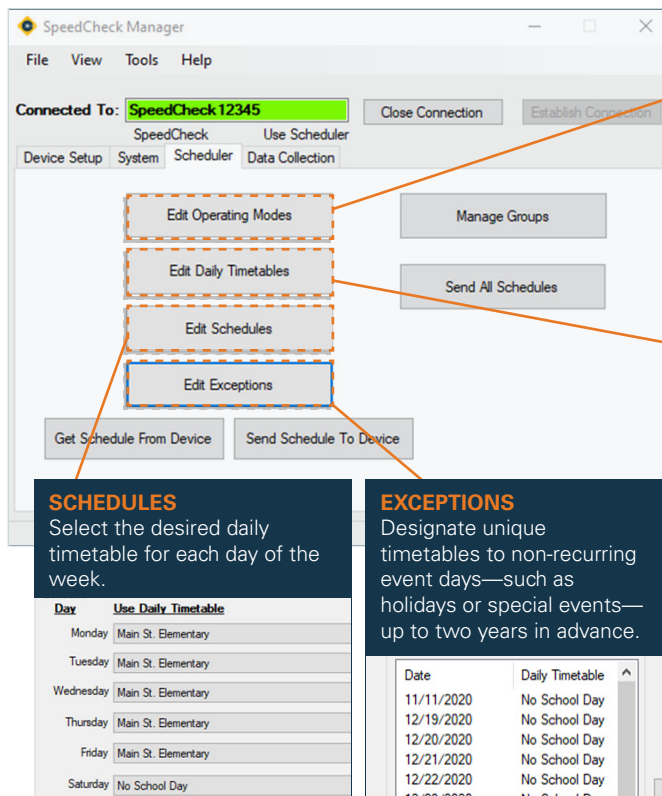 SpeedCheck Manager
File View Tools Help
Connected To: SpeedCheck 12345 Close Connection Establish Connection
SpeedCheck Use Scheduler
Device Setup System Scheduler Data Collection
Edit Operating Modes Manage Groups
Edit Daily Timetables Send All Schedules
Edit Schedules
Edit Exceptions
Get Schedule From Device Send Schedule To Device
SCHEDULES
Select the desired daily
timetable for each day of the
week.
Day Use Daily Timetable
Monday Main St. Elementary
Tuesday Main St. Elementary
Wednesday Main St. Elementary
Thursday Main St. Elementary
Friday Main St. Elementary
Saturday No School Day
EXCEPTIONS
Designate unique
timetables to non-recurring
event days—such as
holidays or special events—
up to two years in advance.
Date Daily Timetable
11/11/2020 No School Day
12/19/2020 No School Day
12/20/2020 No School Day
12/21/2020 No School Day
12/22/2020 No School Day